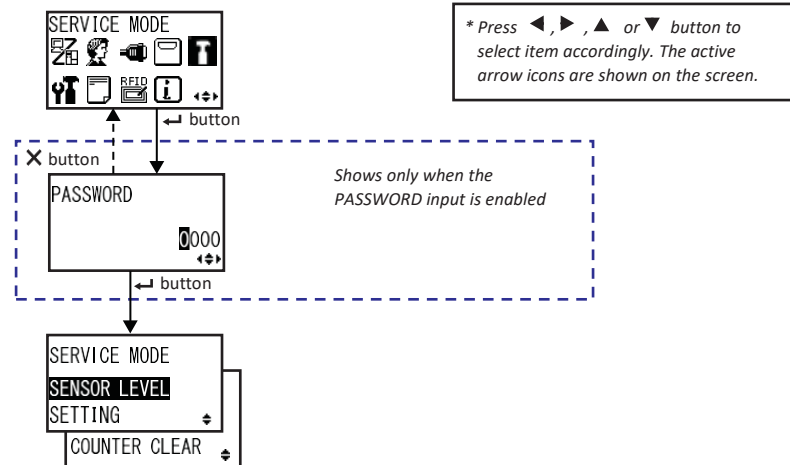 SERVICE MODE
RFID
i
* Press ◀ , ▶ , ▲ or ▼ button to
select item accordingly. The active
arrow icons are shown on the screen.
↵ button
✕ button
PASSWORD
0000
Shows only when the
PASSWORD input is enabled
↵ button
SERVICE MODE
SENSOR LEVEL
SETTING
COUNTER CLEAR